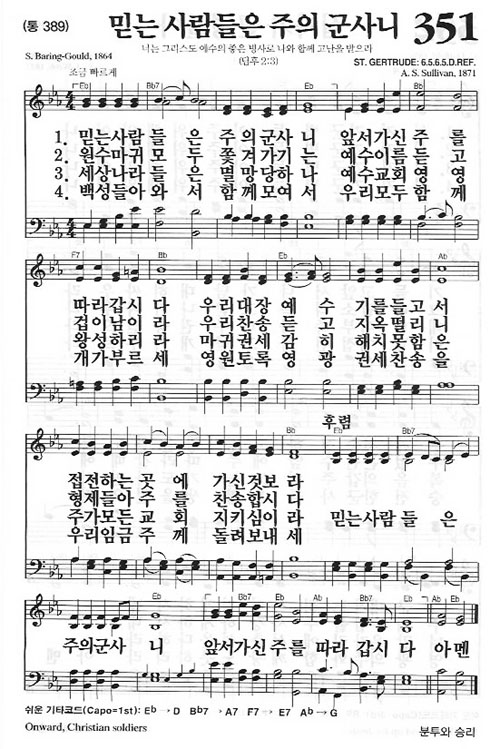 (통 389)
믿는 사람들은 주의 군사니 351
너는 그리스도 예수의 좋은 병사로 나와 함께 고난을 받으라
(딤후 2:3)
S. Baring-Gould, 1864
조금 빠르게
ST. GERTRUDE: 6.5.6.5.D.REF.
A. S. Sullivan, 1871
Eb Bb7 Eb
1. 믿는사람 들 은 주 의군사 니 앞서가신 주 를
2. 원수마귀 모 두 쫓 겨가기 는 예수이름 듣 고
3. 세상나라 들 은 멸 망당하 나 예수교회 영 영
4. 백성들아 와 서 함 께모여 서 우리모두 함 께
F7 Bb Eb Ab
따라갑시 다 우리대장 예 수 기를들고 서
겁이남이 라 우리찬송 듣 고 지옥떨리 니
왕성하리 라 마귀권세 감 히 해치못함 은
개가부르 세 영원토록 영 광 권세찬송 을
후렴
Bb Eb Bb7
접전하는 곳 에 가신것보 라
형제들아 주 를 찬송합시 다
주가모든 교 회 지키심이 라 믿는사람 들 은
우리임금 주 께 돌려보내 세
Eb Ab Eb Bb7 Eb Ab Eb
주의군사 니 앞서가신 주를 따라 갑시 다 아멘
쉬운 기타코드(Capo=1st): Eb → D Bb7 → A7 F7 → E7 Ab → G
Onward, Christian soldiers
분투와 승리